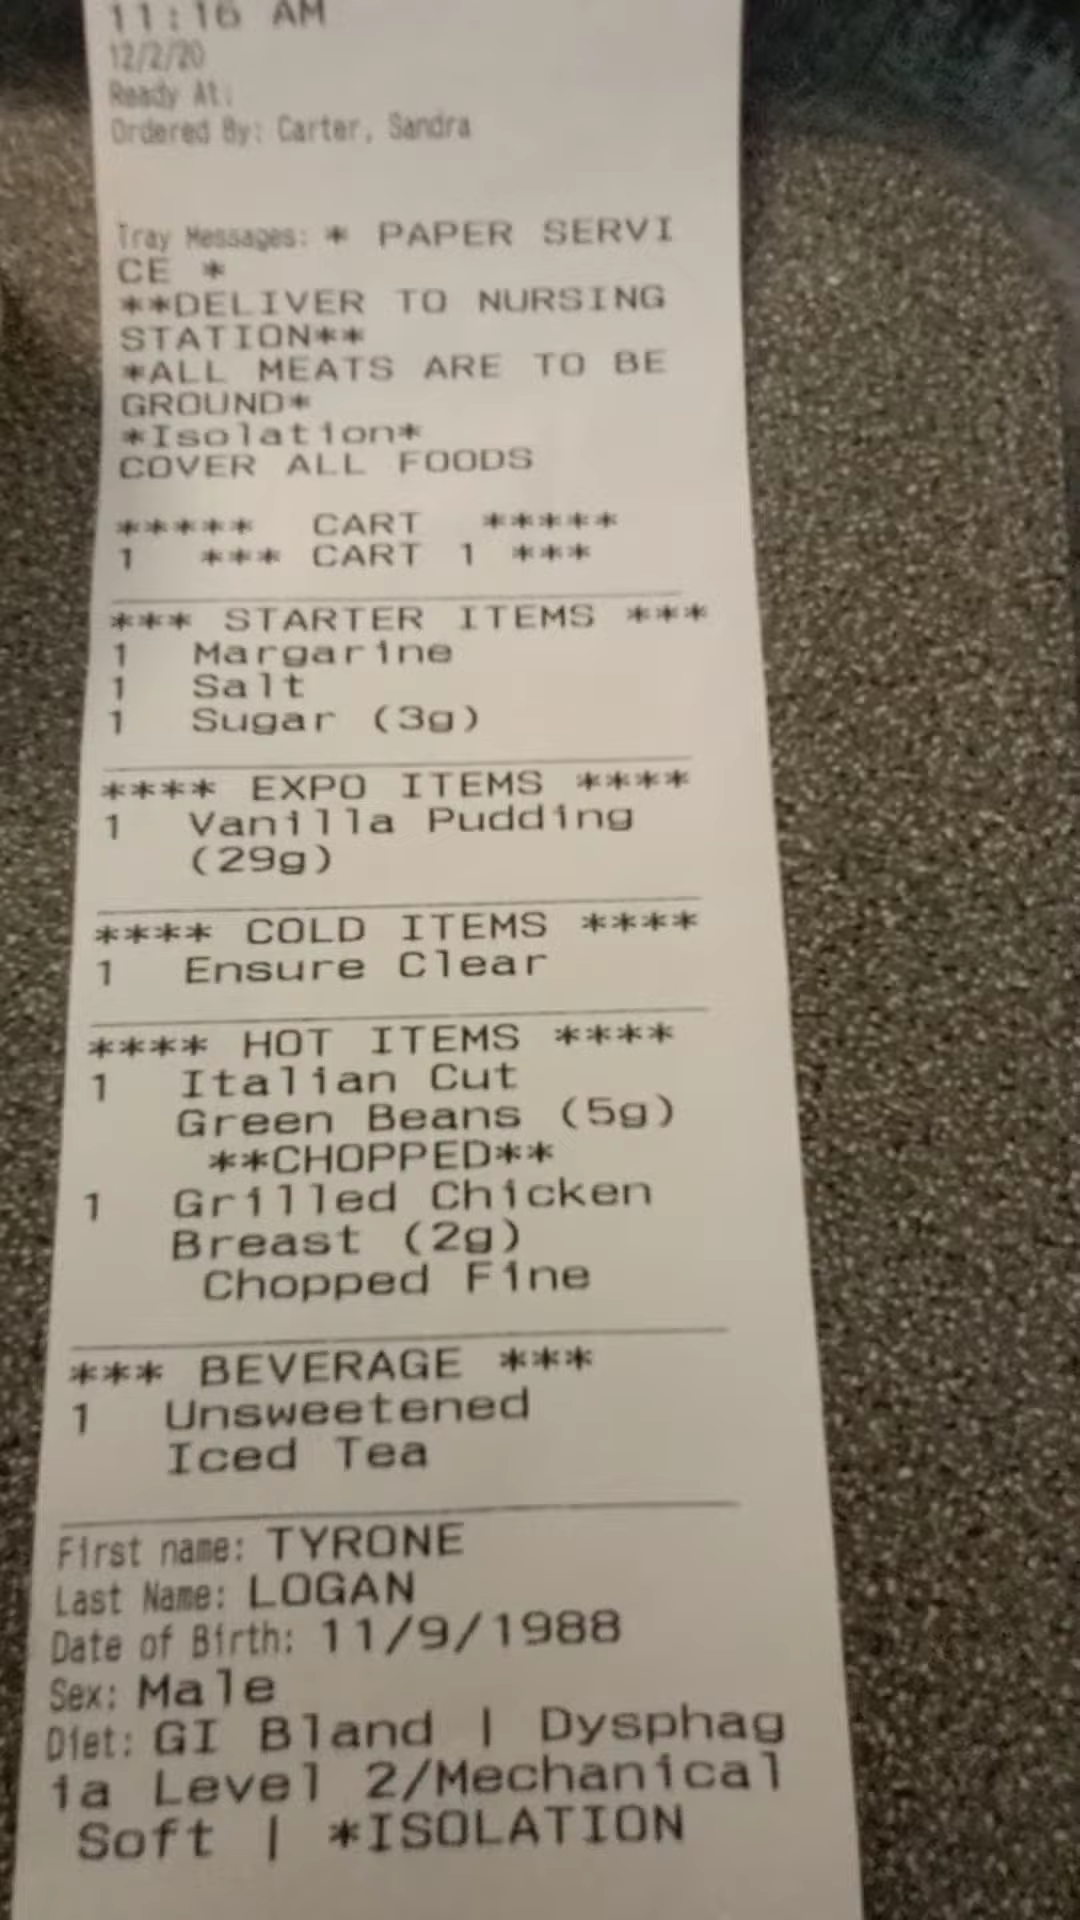 11:16 AM
12/2/20
Ready At:
Ordered By: Carter, Sandra
Tray Messages: * PAPER SERVI
CE *
**DELIVER TO NURSING
STATION**
*ALL MEATS ARE TO BE
GROUND*
*Isolation*
COVER ALL FOODS
***** CART *****
1 *** CART 1 ***
*** STARTER ITEMS ***
1 Margarine
1 Salt
1 Sugar (3g)
**** EXPO ITEMS ****
1 Vanilla Pudding
(29g)
**** COLD ITEMS ****
1 Ensure Clear
**** HOT ITEMS ****
1 Italian Cut
Green Beans (5g)
**CHOPPED**
1 Grilled Chicken
Breast (2g)
Chopped Fine
*** BEVERAGE ***
1 Unsweetened
Iced Tea
First name: TYRONE
Last Name: LOGAN
Date of Birth: 11/9/1988
Sex: Male
Diet: GI Bland | Dysphag
ia Level 2/Mechanical
Soft | *ISOLATION